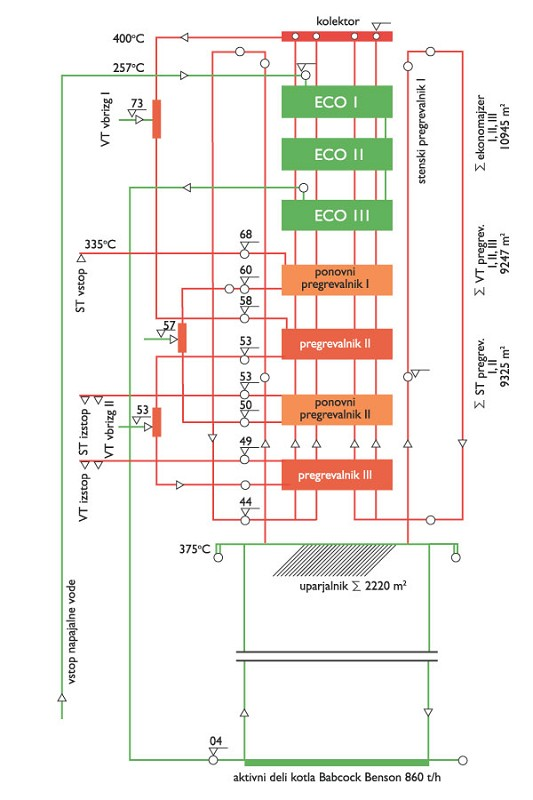 kolektor
400°C
257°C
73
VT vbrizg I
ECO I
ECO II
ECO III
stenski pregrevalnik I
∑ ekonomajzer
I, II, III
10945 m²
335°C
ST vstop
68
60
58
57
53
53
50
49
44
ponovni
pregrevalnik I
pregrevalnik II
ponovni
pregrevalnik II
pregrevalnik III
∑ VT pregrev.
I, II, III
9247 m²
∑ ST pregrev.
I, II
9325 m²
ST izstop
VT vbrizg II
53
VT izstop
375°C
uparjalnik ∑ 2220 m²
vstop napajalne vode
04
aktivni deli kotla Babcock Benson 860 t/h